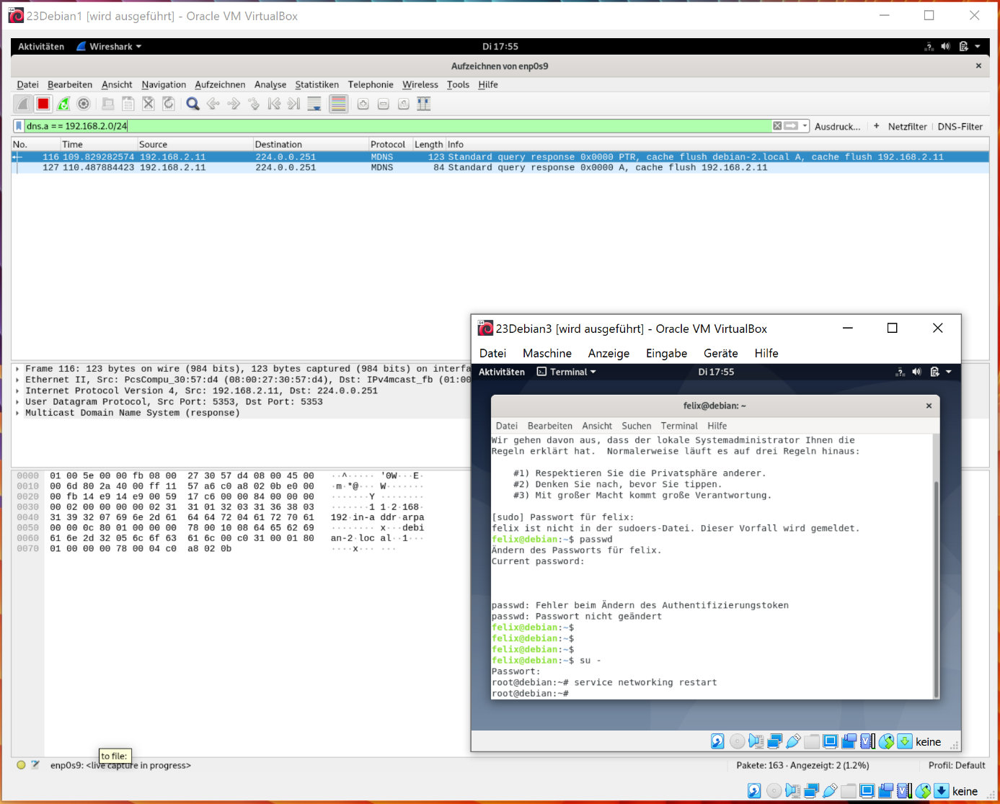 23Debian1 [wird ausgeführt] - Oracle VM VirtualBox
Aktivitäten Wireshark Di 17:55
Aufzeichnen von enp0s9
Datei Bearbeiten Ansicht Navigation Aufzeichnen Analyse Statistiken Telephonie Wireless Tools Hilfe
dns.a == 192.168.2.0/24 Ausdruck... + Netzfilter DNS-Filter
No. Time Source Destination Protocol Length Info
116 109.829282574 192.168.2.11 224.0.0.251 MDNS 123 Standard query response 0x0000 PTR, cache flush debian-2.local A, cache flush 192.168.2.11
127 110.487884423 192.168.2.11 224.0.0.251 MDNS 84 Standard query response 0x0000 A, cache flush 192.168.2.11
Frame 116: 123 bytes on wire (984 bits), 123 bytes captured (984 bits) on interfa
Ethernet II, Src: PcsCompu_30:57:d4 (08:00:27:30:57:d4), Dst: IPv4mcast_fb (01:00
Internet Protocol Version 4, Src: 192.168.2.11, Dst: 224.0.0.251
User Datagram Protocol, Src Port: 5353, Dst Port: 5353
Multicast Domain Name System (response)
0000 01 00 5e 00 00 fb 08 00 27 30 57 d4 08 00 45 00 ··^····· '0W···E·
0010 00 6d 80 2a 40 00 ff 11 57 a6 c0 a8 02 0b e0 00 ·m·*@··· W·······
0020 00 fb 14 e9 14 e9 00 59 17 c6 00 00 84 00 00 00 ·······Y ········
0030 00 02 00 00 00 00 02 31 31 01 32 03 31 36 38 03 ·······1 1·2·168·
0040 31 39 32 07 69 6e 2d 61 64 64 72 04 61 72 70 61 192·in-a ddr·arpa
0050 00 00 0c 80 01 00 00 00 78 00 10 08 64 65 62 69 ········ x···debi
0060 61 6e 2d 32 05 6c 6f 63 61 6c 00 c0 31 00 01 80 an-2·loc al··1···
0070 01 00 00 00 78 00 04 c0 a8 02 0b ····x··· ···
to file:
enp0s9: <live capture in progress> Pakete: 163 · Angezeigt: 2 (1.2%) Profil: Default
keine
23Debian3 [wird ausgeführt] - Oracle VM VirtualBox
Datei Maschine Anzeige Eingabe Geräte Hilfe
Aktivitäten Terminal Di 17:55
felix@debian: ~
Datei Bearbeiten Ansicht Suchen Terminal Hilfe
Wir gehen davon aus, dass der lokale Systemadministrator Ihnen die
Regeln erklärt hat. Normalerweise läuft es auf drei Regeln hinaus:
#1) Respektieren Sie die Privatsphäre anderer.
#2) Denken Sie nach, bevor Sie tippen.
#3) Mit großer Macht kommt große Verantwortung.
[sudo] Passwort für felix:
felix ist nicht in der sudoers-Datei. Dieser Vorfall wird gemeldet.
felix@debian:~$ passwd
Ändern des Passworts für felix.
Current password:
passwd: Fehler beim Ändern des Authentifizierungstoken
passwd: Passwort nicht geändert
felix@debian:~$
felix@debian:~$
felix@debian:~$
felix@debian:~$ su -
Passwort:
root@debian:~# service networking restart
root@debian:~#
keine